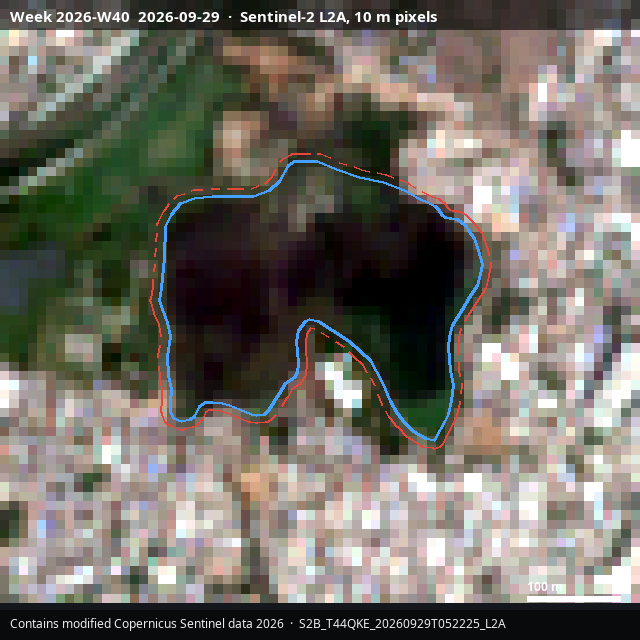 Week 2026-W40  2026-09-29  ·  Sentinel-2 L2A, 10 m pixels
100 m
Contains modified Copernicus Sentinel data 2026  ·  S2B_T44QKE_20260929T052225_L2A